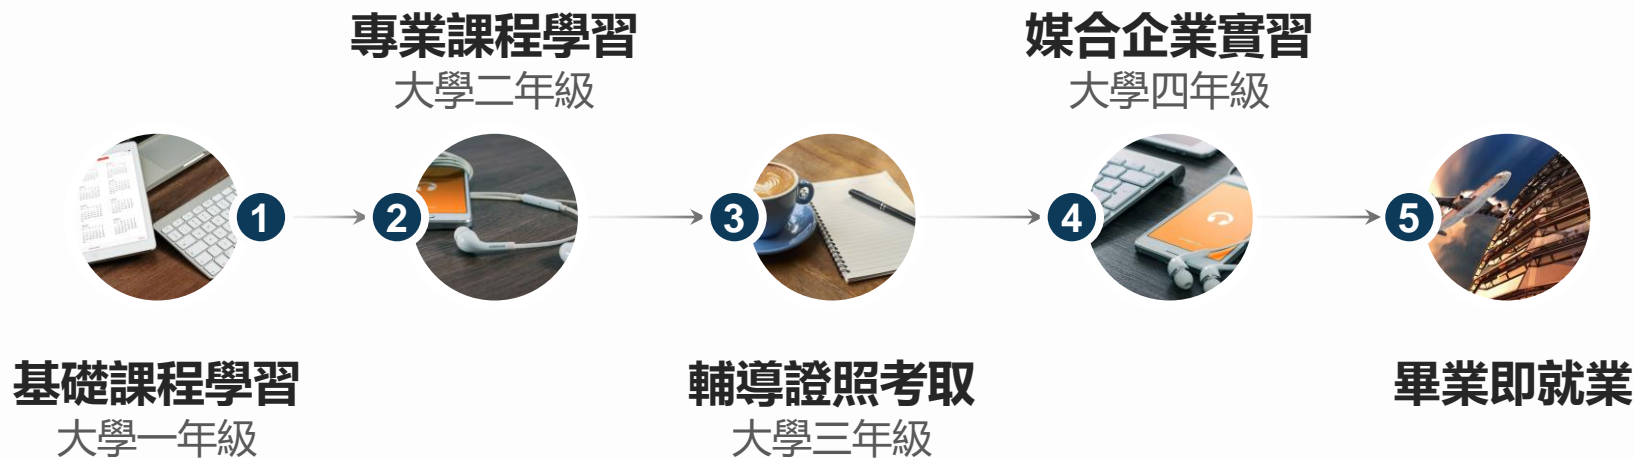 專業課程學習
大學二年級
媒合企業實習
大學四年級
1
2
3
4
5
基礎課程學習
大學一年級
輔導證照考取
大學三年級
畢業即就業